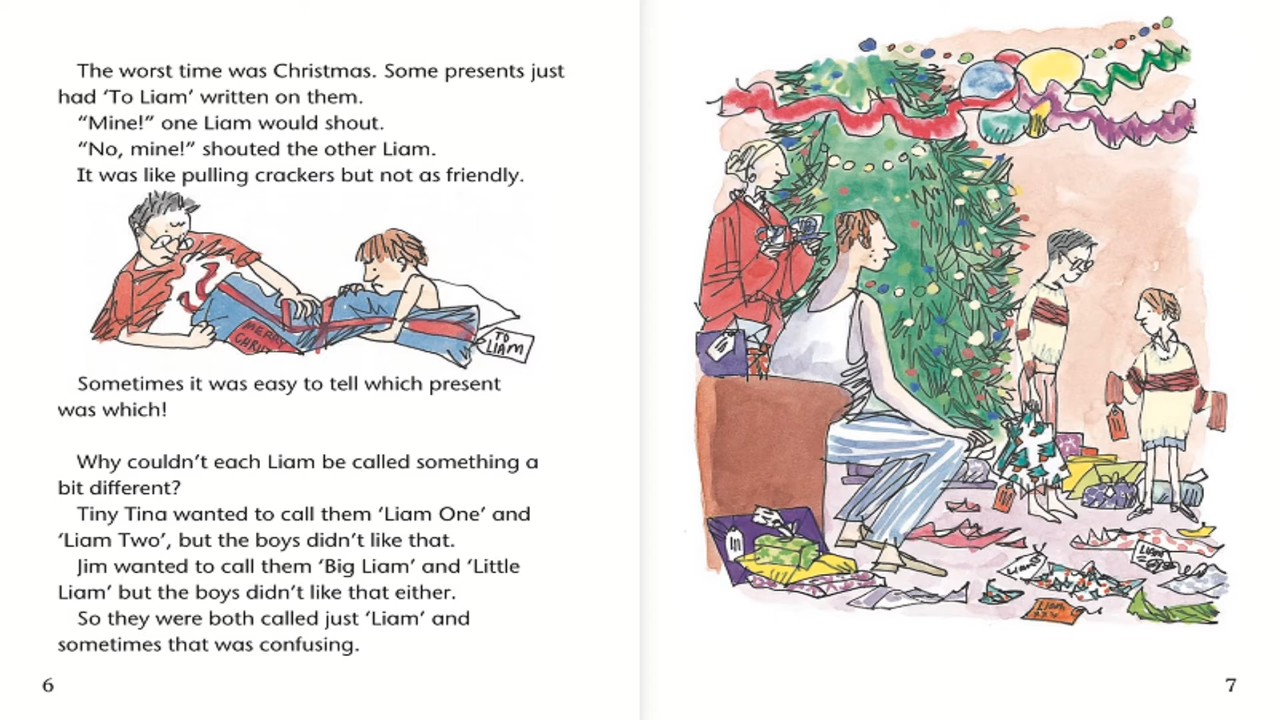 The worst time was Christmas. Some presents just
had ‘To Liam’ written on them.
“Mine!” one Liam would shout.
“No, mine!” shouted the other Liam.
It was like pulling crackers but not as friendly.
MERRY
CHRIST
TO
LIAM
Sometimes it was easy to tell which present
was which!
Why couldn’t each Liam be called something a
bit different?
Tiny Tina wanted to call them ‘Liam One’ and
‘Liam Two’, but the boys didn’t like that.
Jim wanted to call them ‘Big Liam’ and ‘Little
Liam’ but the boys didn’t like that either.
So they were both called just ‘Liam’ and
sometimes that was confusing.
6
Liam
Liam
Liam
xxx
7